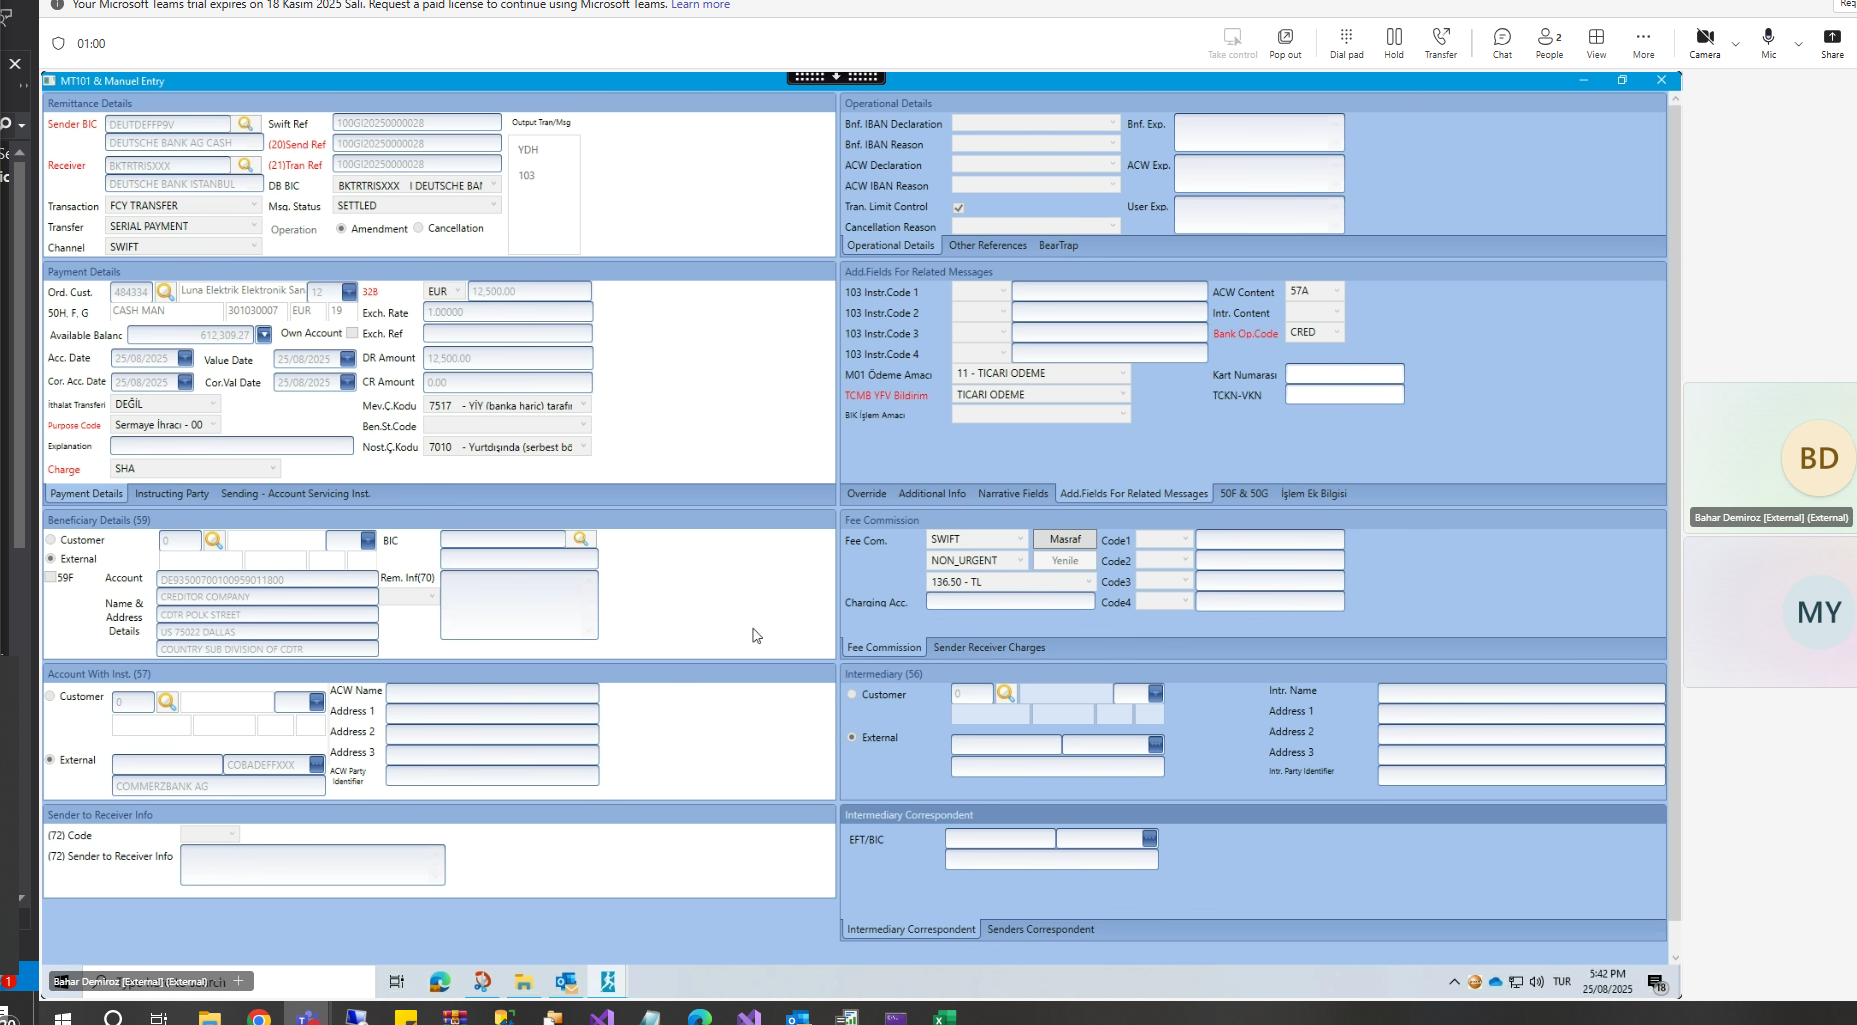 Your Microsoft Teams trial expires on 18 Kasım 2025 Salı. Request a paid license to continue using Microsoft Teams. Learn more
01:00
Take control Pop out Dial pad Hold Transfer Chat 2 People View More Camera Mic Share
MT101 & Manuel Entry
Remittance Details
Sender BIC DEUTDEFFP9V Swift Ref 100GI20250000028 Output Tran/Msg
DEUTSCHE BANK AG CASH (20)Send Ref 100GI20250000028 YDH
Receiver BKTRTRISXXX (21)Tran Ref 100GI20250000028 103
DEUTSCHE BANK ISTANBUL DB BIC BKTRTRISXXX I DEUTSCHE BAI
Transaction FCY TRANSFER Msg. Status SETTLED
Transfer SERIAL PAYMENT Operation Amendment Cancellation
Channel SWIFT
Operational Details
Bnf. IBAN Declaration Bnf. Exp.
Bnf. IBAN Reason
ACW Declaration ACW Exp.
ACW IBAN Reason
Tran. Limit Control User Exp.
Cancellation Reason
Operational Details Other References BearTrap
Payment Details
Ord. Cust. 484334 Luna Elektrik Elektronik San. 12 32B EUR 12,500.00
50H, F, G CASH MAN 301030007 EUR 19 Exch. Rate 1.00000
Available Balanc 612,309.27 Own Account Exch. Ref
Acc. Date 25/08/2025 Value Date 25/08/2025 DR Amount 12,500.00
Cor. Acc. Date 25/08/2025 Cor.Val Date 25/08/2025 CR Amount 0.00
İthalat Transferi DEĞİL Mev.Ç.Kodu 7517 - YİY (banka hariç) tarafır
Purpose Code Sermaye İhracı - 00 Ben.St.Code
Explanation Nost.Ç.Kodu 7010 - Yurtdışında (serbest bö
Charge SHA
Payment Details Instructing Party Sending - Account Servicing Inst.
Add.Fields For Related Messages
103 Instr.Code 1 ACW Content 57A
103 Instr.Code 2 Intr. Content
103 Instr.Code 3 Bank Op.Code CRED
103 Instr.Code 4
M01 Ödeme Amacı 11 - TICARI ODEME Kart Numarası
TCMB YFV Bildirim TICARI ODEME TCKN-VKN
BIK İşlem Amacı
Override Additional Info Narrative Fields Add.Fields For Related Messages 50F & 50G İşlem Ek Bilgisi
Beneficiary Details (59)
Customer 0 BIC
External
59F Account DE93500700100959011800 Rem. Inf(70)
Name & Address Details CREDITOR COMPANY
CDTR POLK STREET
US 75022 DALLAS
COUNTRY SUB DIVISION OF CDTR
Fee Commission
Fee Com. SWIFT Masraf Code1
NON_URGENT Yenile Code2
136.50 - TL Code3
Charging Acc. Code4
Fee Commission Sender Receiver Charges
Account With Inst. (57)
Customer 0 ACW Name
Address 1
Address 2
Address 3
External COBADEFFXXX ACW Party Identifier
COMMERZBANK AG
Intermediary (56)
Customer 0 Intr. Name
Address 1
External Address 2
Address 3
Intr. Party Identifier
Sender to Receiver Info
(72) Code
(72) Sender to Receiver Info
Intermediary Correspondent
EFT/BIC
Intermediary Correspondent Senders Correspondent
BD
Bahar Demiroz [External] (External)
MY
Bahar Demiroz [External] (External)
TUR 5:42 PM
25/08/2025 18
1